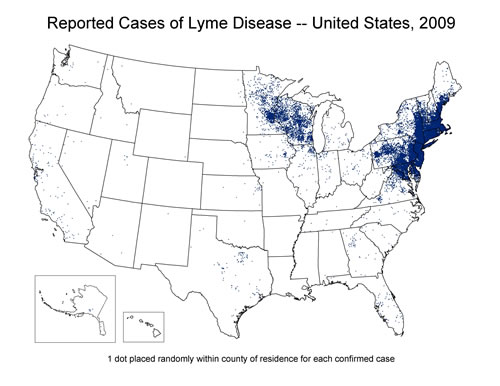 Reported Cases of Lyme Disease -- United States, 2009
1 dot placed randomly within county of residence for each confirmed case